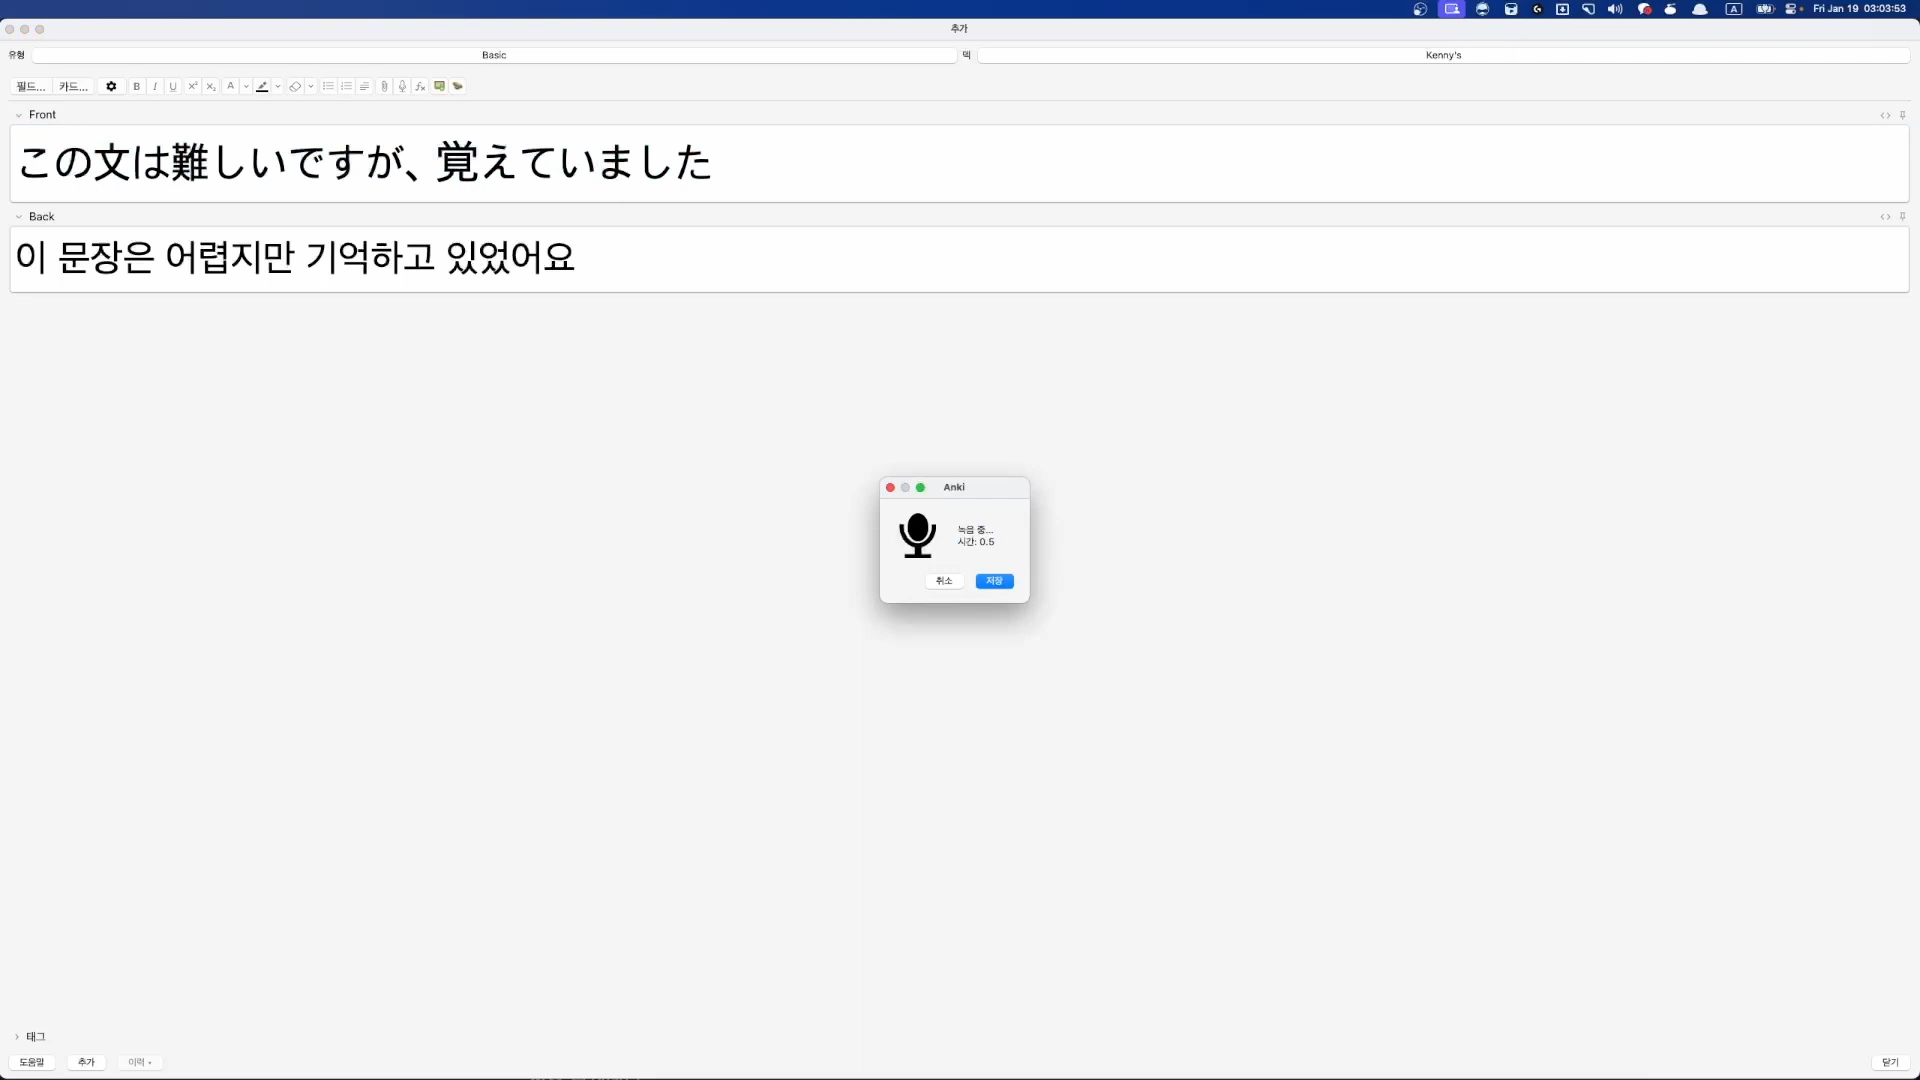 A
Fri Jan 19 03:03:53
추가
유형 Basic 덱 Kenny's
필드... 카드... B I U X² X₂ A fx
Front
この文は難しいですが、覚えていました
Back
이 문장은 어렵지만 기억하고 있었어요
Anki
녹음 중...
시간: 0.5
취소 저장
태그
도움말 추가 이력 닫기